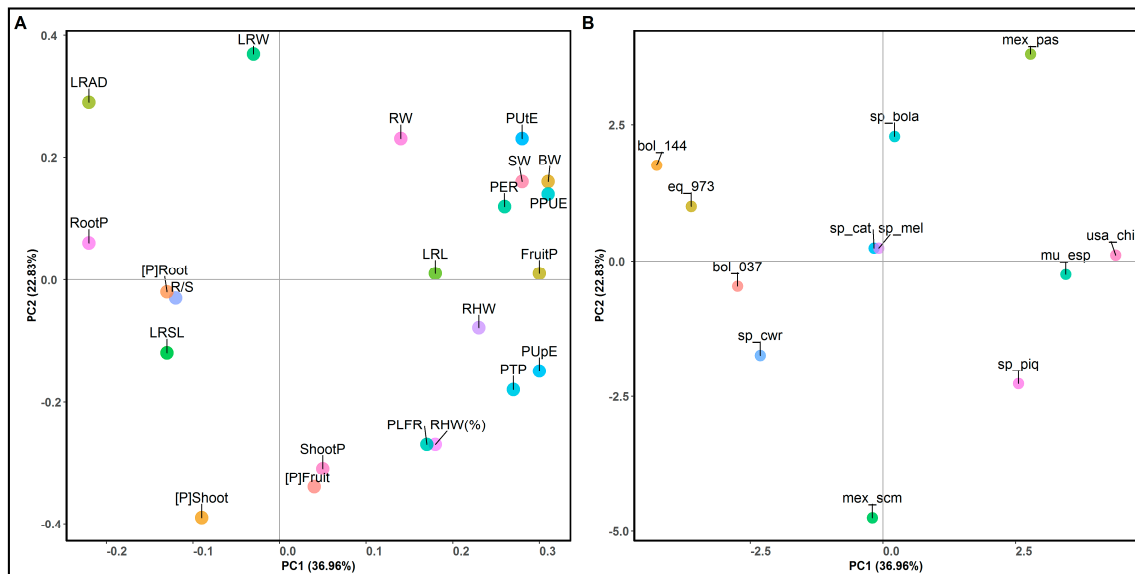 A
0.4
0.2
0.0
-0.2
-0.4
-0.2
-0.1
0.0
0.1
0.2
0.3
PC2 (22.83%)
PC1 (36.96%)
LRW
LRAD
RW
PUtE
SW
BW
PER
PPUE
RootP
LRL
FruitP
[P]Root
R/S
RHW
LRSL
PUpE
PTP
PLFR
RHW(%)
ShootP
[P]Fruit
[P]Shoot
B
2.5
0.0
-2.5
-5.0
-2.5
0.0
2.5
PC2 (22.83%)
PC1 (36.96%)
mex_pas
sp_bola
bol_144
eq_973
sp_cat
sp_mel
usa_chi
mu_esp
bol_037
sp_cwr
sp_piq
mex_scm